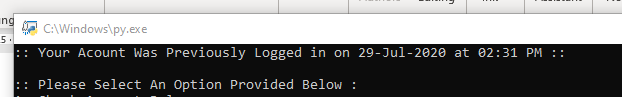 C:\Windows\py.exe
:: Your Acount Was Previously Logged in on 29-Jul-2020 at 02:31 PM ::
:: Please Select An Option Provided Below :